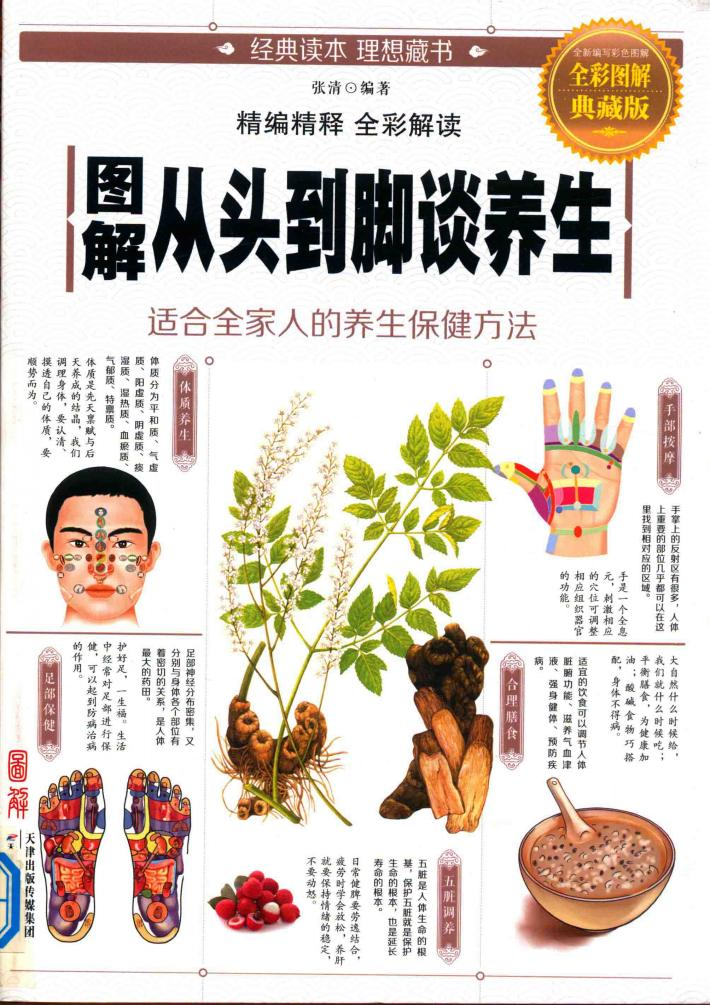 经典读本 理想藏书
全新编写彩色图解
全彩图解
典藏版
张清⊙编著
精编精释 全彩解读
图解
从头到脚谈养生
适合全家人的养生保健方法
体质养生
体质分为平和质、气虚
质、阳虚质、阴虚质、痰
湿质、湿热质、血瘀质、
气郁质、特禀质。
体质是先天禀赋与后
天养成的结晶，我们
调理身体，要认清、
摸透自己的体质，要
顺势而为。
手部按摩
手掌上的反射区有很多，人体
上重要的部位几乎都可以在这
里找到相对应的区域。
手是一个全息
元，刺激相应
的穴位可调整
相应组织器官
的功能。
足部保健
足部神经分布密集，又
分别与身体各个部位有
着密切的关系，是人体
最大的药田。
护好足，一生福。生活
中经常对足部进行保
健，可以起到防病治病
的作用。
合理膳食
适宜的饮食可以调节人体
脏腑功能、滋养气血津
液、强身健体、预防疾
病。
大自然什么时候给，
我们就什么时候吃；
平衡膳食，为健康加
油；酸碱食物巧搭
配，身体不得病。
五脏调养
五脏是人体生命的根
基，保护五脏就是保护
生命的根本，也是延长
寿命的根本。
日常健脾要劳逸结合，
疲劳时学会放松，养肝
就要保持情绪的稳定，
不要动怒。
图解
天津出版传媒集团